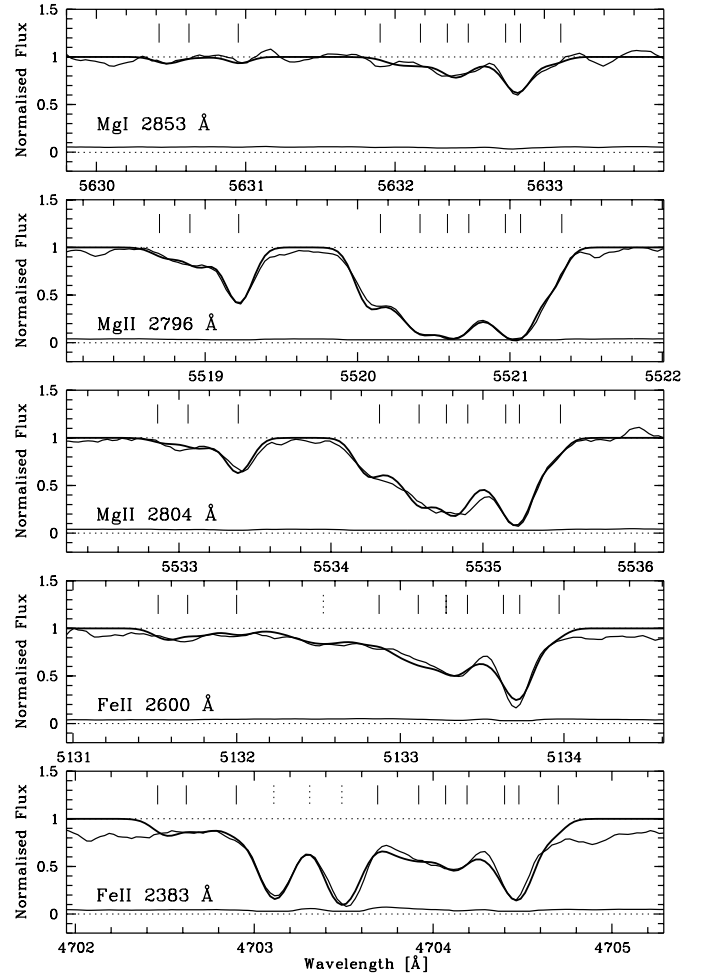 1.5
1
0.5
0
Normalised Flux
MgI 2853 Å
5630 5631 5632 5633
1.5
1
0.5
0
Normalised Flux
MgII 2796 Å
5519 5520 5521 5522
1.5
1
0.5
0
Normalised Flux
MgII 2804 Å
5533 5534 5535 5536
1.5
1
0.5
0
Normalised Flux
FeII 2600 Å
5131 5132 5133 5134
1.5
1
0.5
0
Normalised Flux
FeII 2383 Å
4702 4703 4704 4705
Wavelength [Å]